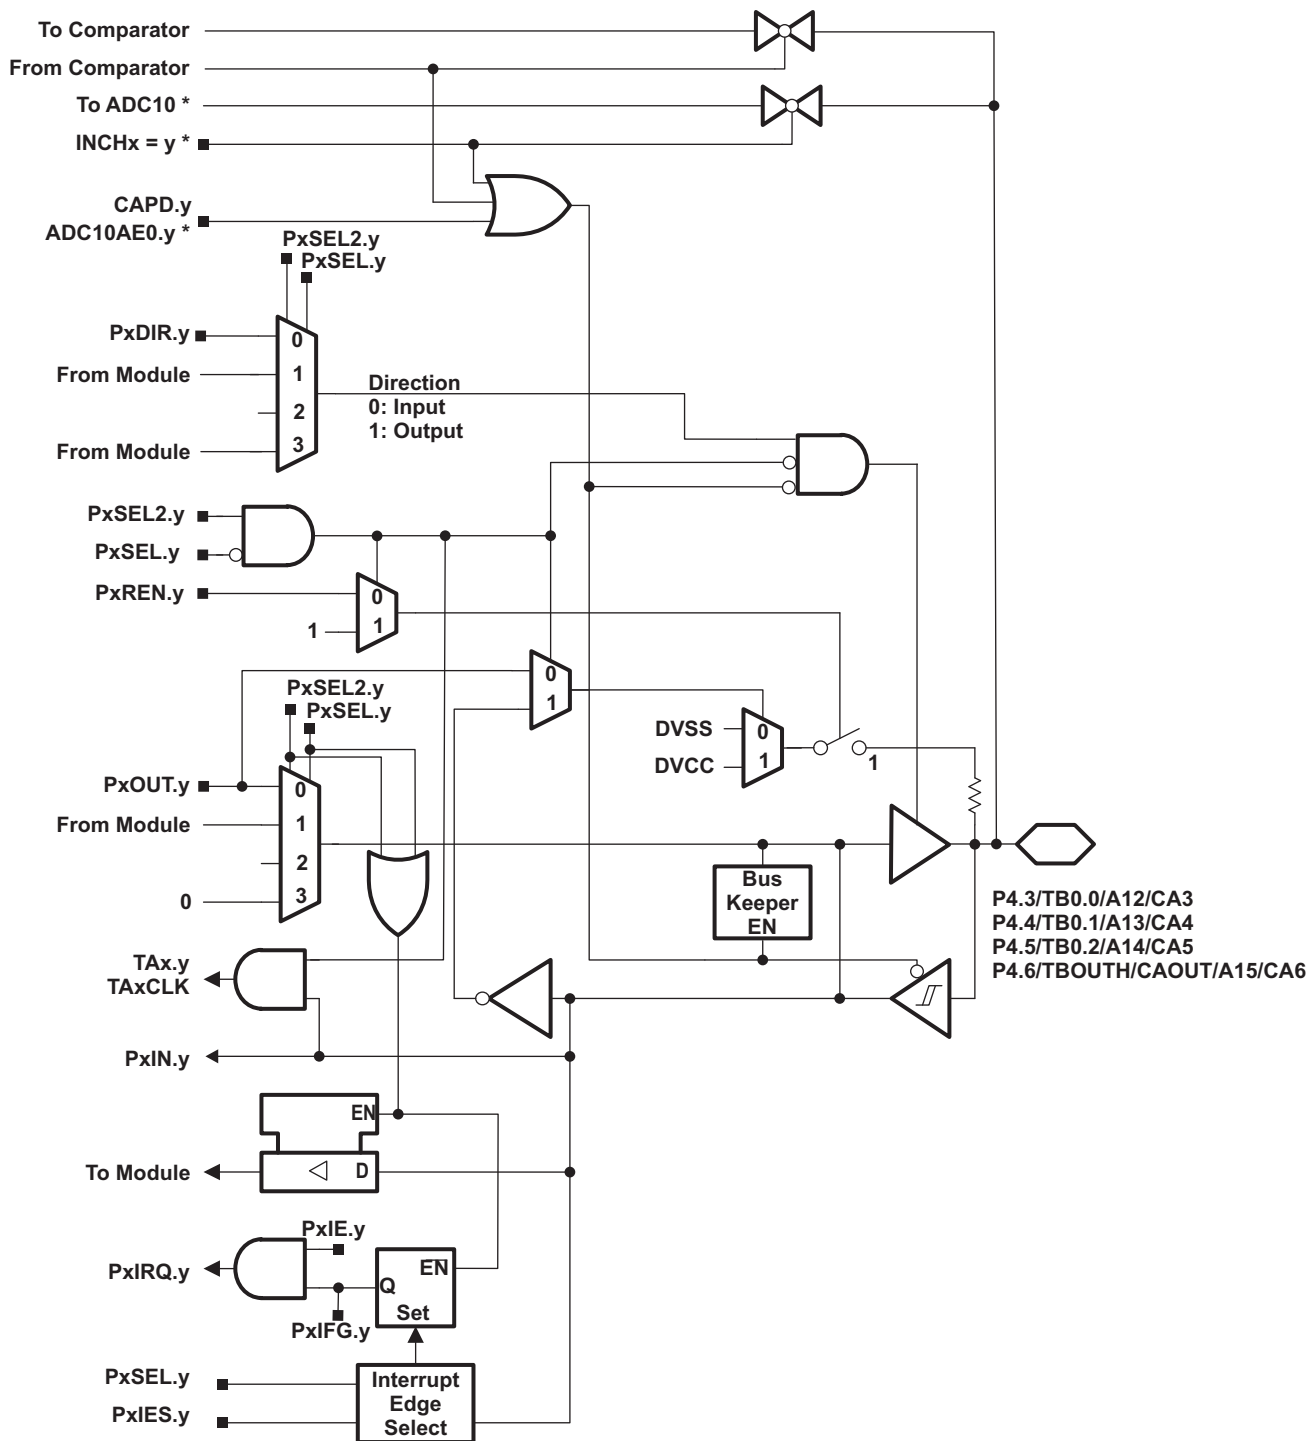 To Comparator
From Comparator
To ADC10 *
INCHx = y *
CAPD.y
ADC10AE0.y *
PxSEL2.y
PxSEL.y
PxDIR.y
0
From Module
1
2
From Module
3
Direction
0: Input
1: Output
PxSEL2.y
PxSEL.y
PxREN.y
0
1
1
0
1
PxSEL2.y
PxSEL.y
DVSS
0
DVCC
1
1
PxOUT.y
0
From Module
1
2
0
3
Bus
Keeper
EN
P4.3/TB0.0/A12/CA3
P4.4/TB0.1/A13/CA4
P4.5/TB0.2/A14/CA5
P4.6/TBOUTH/CAOUT/A15/CA6
TAx.y
TAxCLK
PxIN.y
EN
To Module
D
PxIE.y
PxIRQ.y
EN
Q
Set
PxIFG.y
PxSEL.y
PxIES.y
Interrupt
Edge
Select